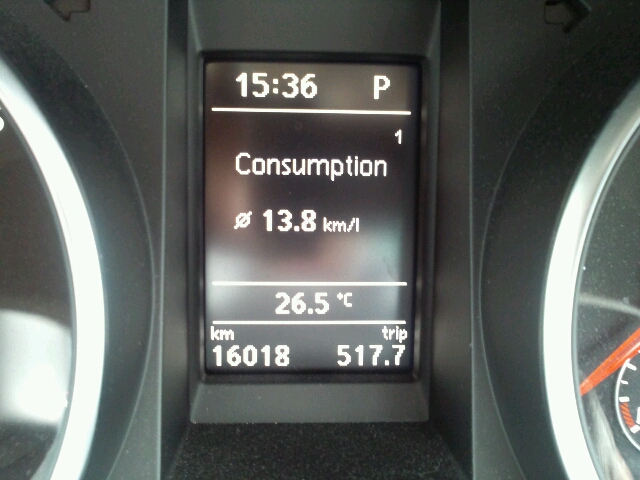 15:36 P
1
Consumption
ø 13.8 km/l
26.5 °C
km trip
16018 517.7